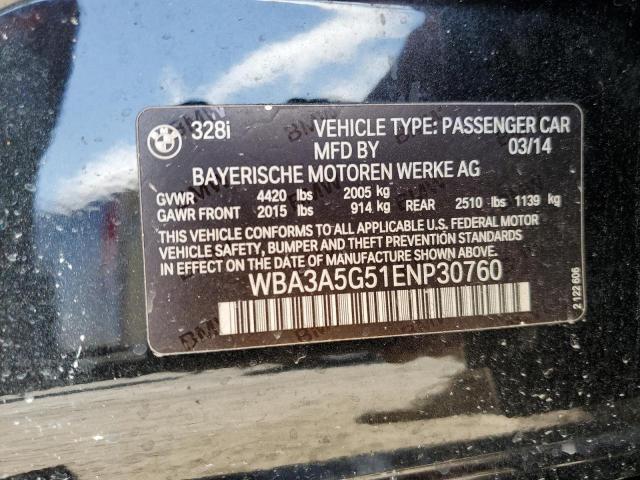 BMW 328i VEHICLE TYPE: PASSENGER CAR
MFD BY 03/14
BAYERISCHE MOTOREN WERKE AG
GVWR 4420 lbs 2005 kg
GAWR FRONT 2015 lbs 914 kg REAR 2510 lbs 1139 kg
THIS VEHICLE CONFORMS TO ALL APPLICABLE U.S. FEDERAL MOTOR
VEHICLE SAFETY, BUMPER AND THEFT PREVENTION STANDARDS
IN EFFECT ON THE DATE OF MANUFACTURE SHOWN ABOVE.
WBA3A5G51ENP30760
2 122 606